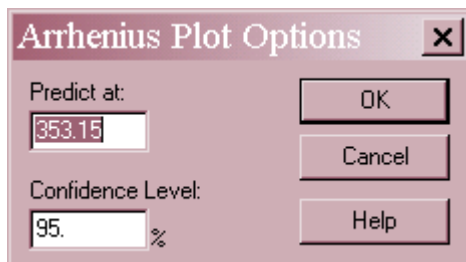 Arrhenius Plot Options
Predict at:
353.15
Confidence Level:
95. %
OK
Cancel
Help